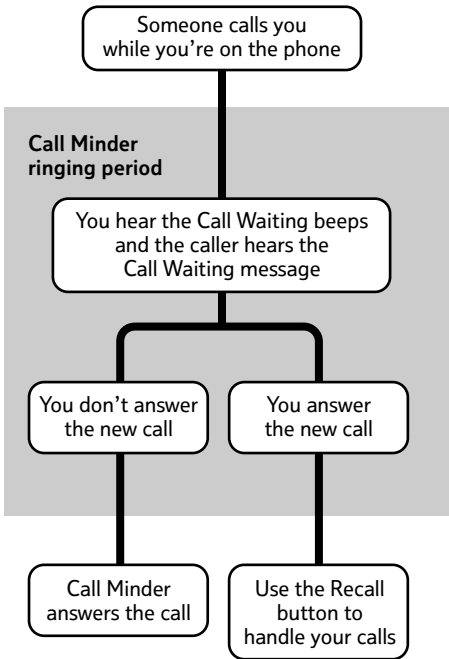 Someone calls you
while you’re on the phone
Call Minder
ringing period
You hear the Call Waiting beeps
and the caller hears the
Call Waiting message
You don’t answer
the new call
You answer
the new call
Call Minder
answers the call
Use the Recall
button to
handle your calls